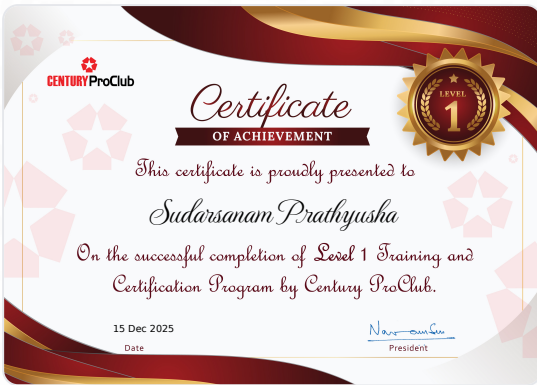 CENTURY ProClub
LEVEL
1
Certificate
OF ACHIEVEMENT
This certificate is proudly presented to
Sudarsanam Prathyusha
On the successful completion of Level 1 Training and
Certification Program by Century ProClub.
15 Dec 2025
Date
President